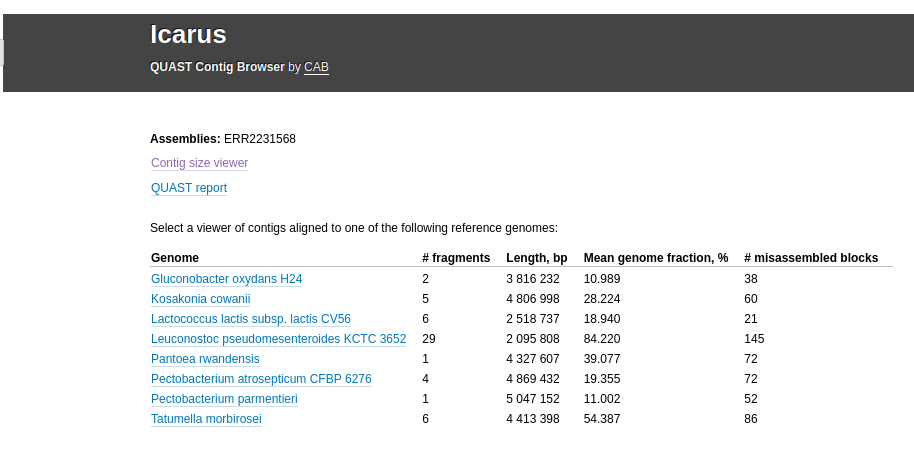 Icarus
QUAST Contig Browser by CAB
Assemblies: ERR2231568
Contig size viewer
QUAST report
Select a viewer of contigs aligned to one of the following reference genomes:
Genome # fragments Length, bp Mean genome fraction, % # misassembled blocks
Gluconobacter oxydans H24 2 3 816 232 10.989 38
Kosakonia cowanii 5 4 806 998 28.224 60
Lactococcus lactis subsp. lactis CV56 6 2 518 737 18.940 21
Leuconostoc pseudomesenteroides KCTC 3652 29 2 095 808 84.220 145
Pantoea rwandensis 1 4 327 607 39.077 72
Pectobacterium atrosepticum CFBP 6276 4 4 869 432 19.355 72
Pectobacterium parmentieri 1 5 047 152 11.002 52
Tatumella morbirosei 6 4 413 398 54.387 86